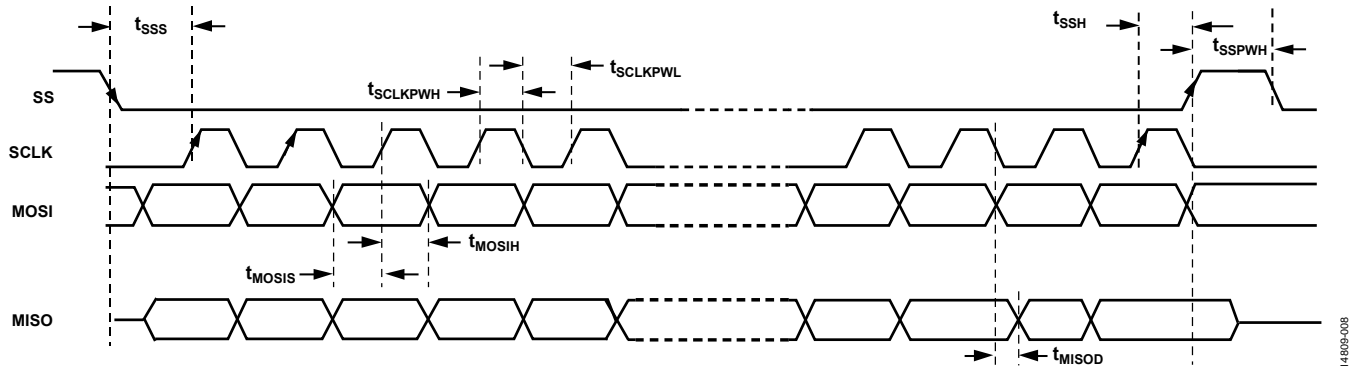 tSSS
tSSH
tSSPWH
tSCLKPWH
tSCLKPWL
SS
SCLK
MOSI
tMOSIH
tMOSIS
MISO
tMISOD
14809-008